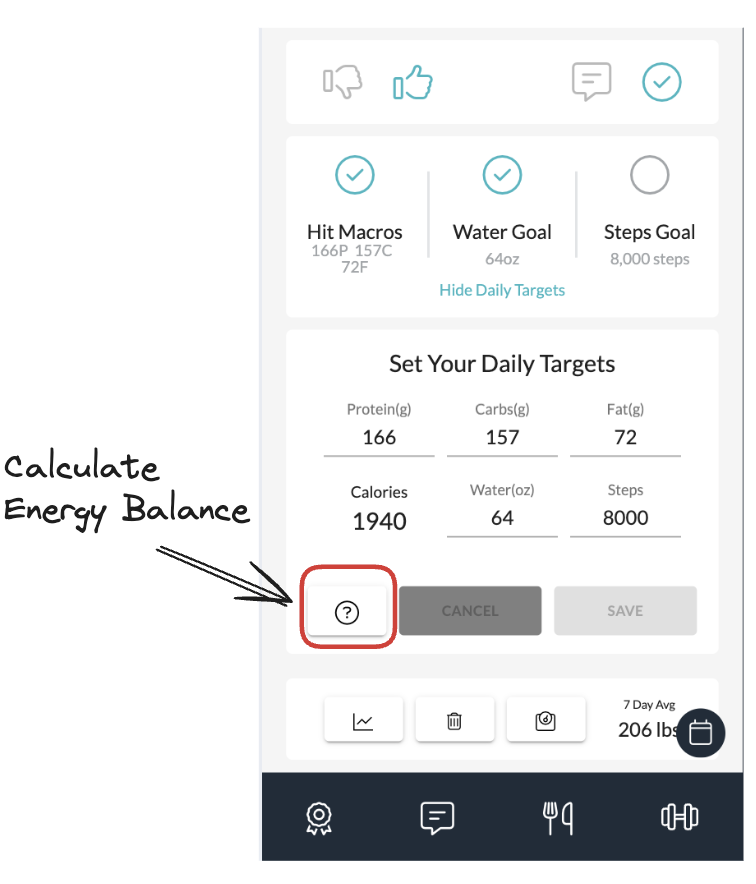 Hit Macros
166P 157C
72F
Water Goal
64oz
Steps Goal
8,000 steps
Hide Daily Targets
Set Your Daily Targets
Protein(g)
166
Carbs(g)
157
Fat(g)
72
Calories
1940
Water(oz)
64
Steps
8000
Calculate
Energy Balance
?
CANCEL
SAVE
7 Day Avg
206 lbs